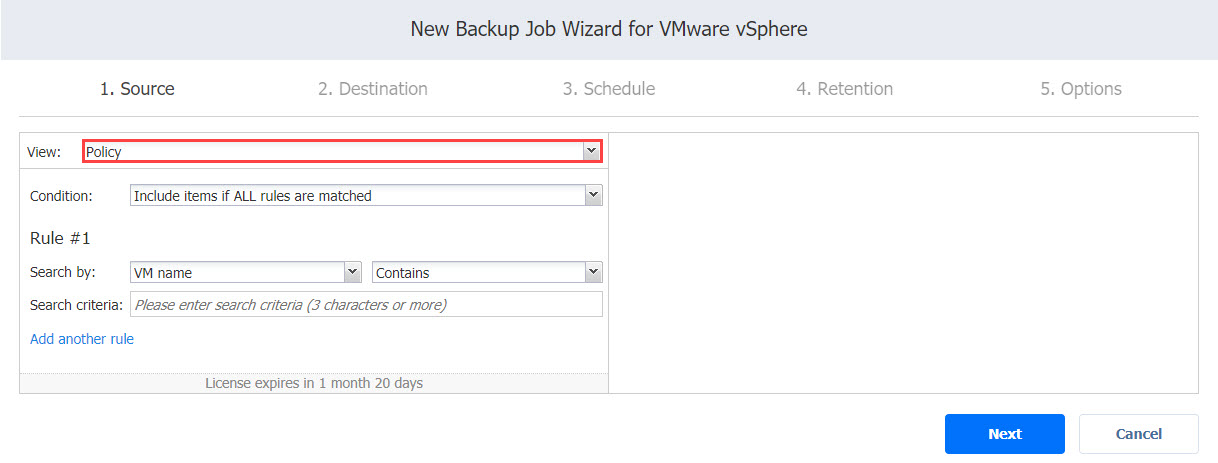 New Backup Job Wizard for VMware vSphere
1. Source 2. Destination 3. Schedule 4. Retention 5. Options
View: Policy
Condition: Include items if ALL rules are matched
Rule #1
Search by: VM name Contains
Search criteria: Please enter search criteria (3 characters or more)
Add another rule
License expires in 1 month 20 days
Next Cancel